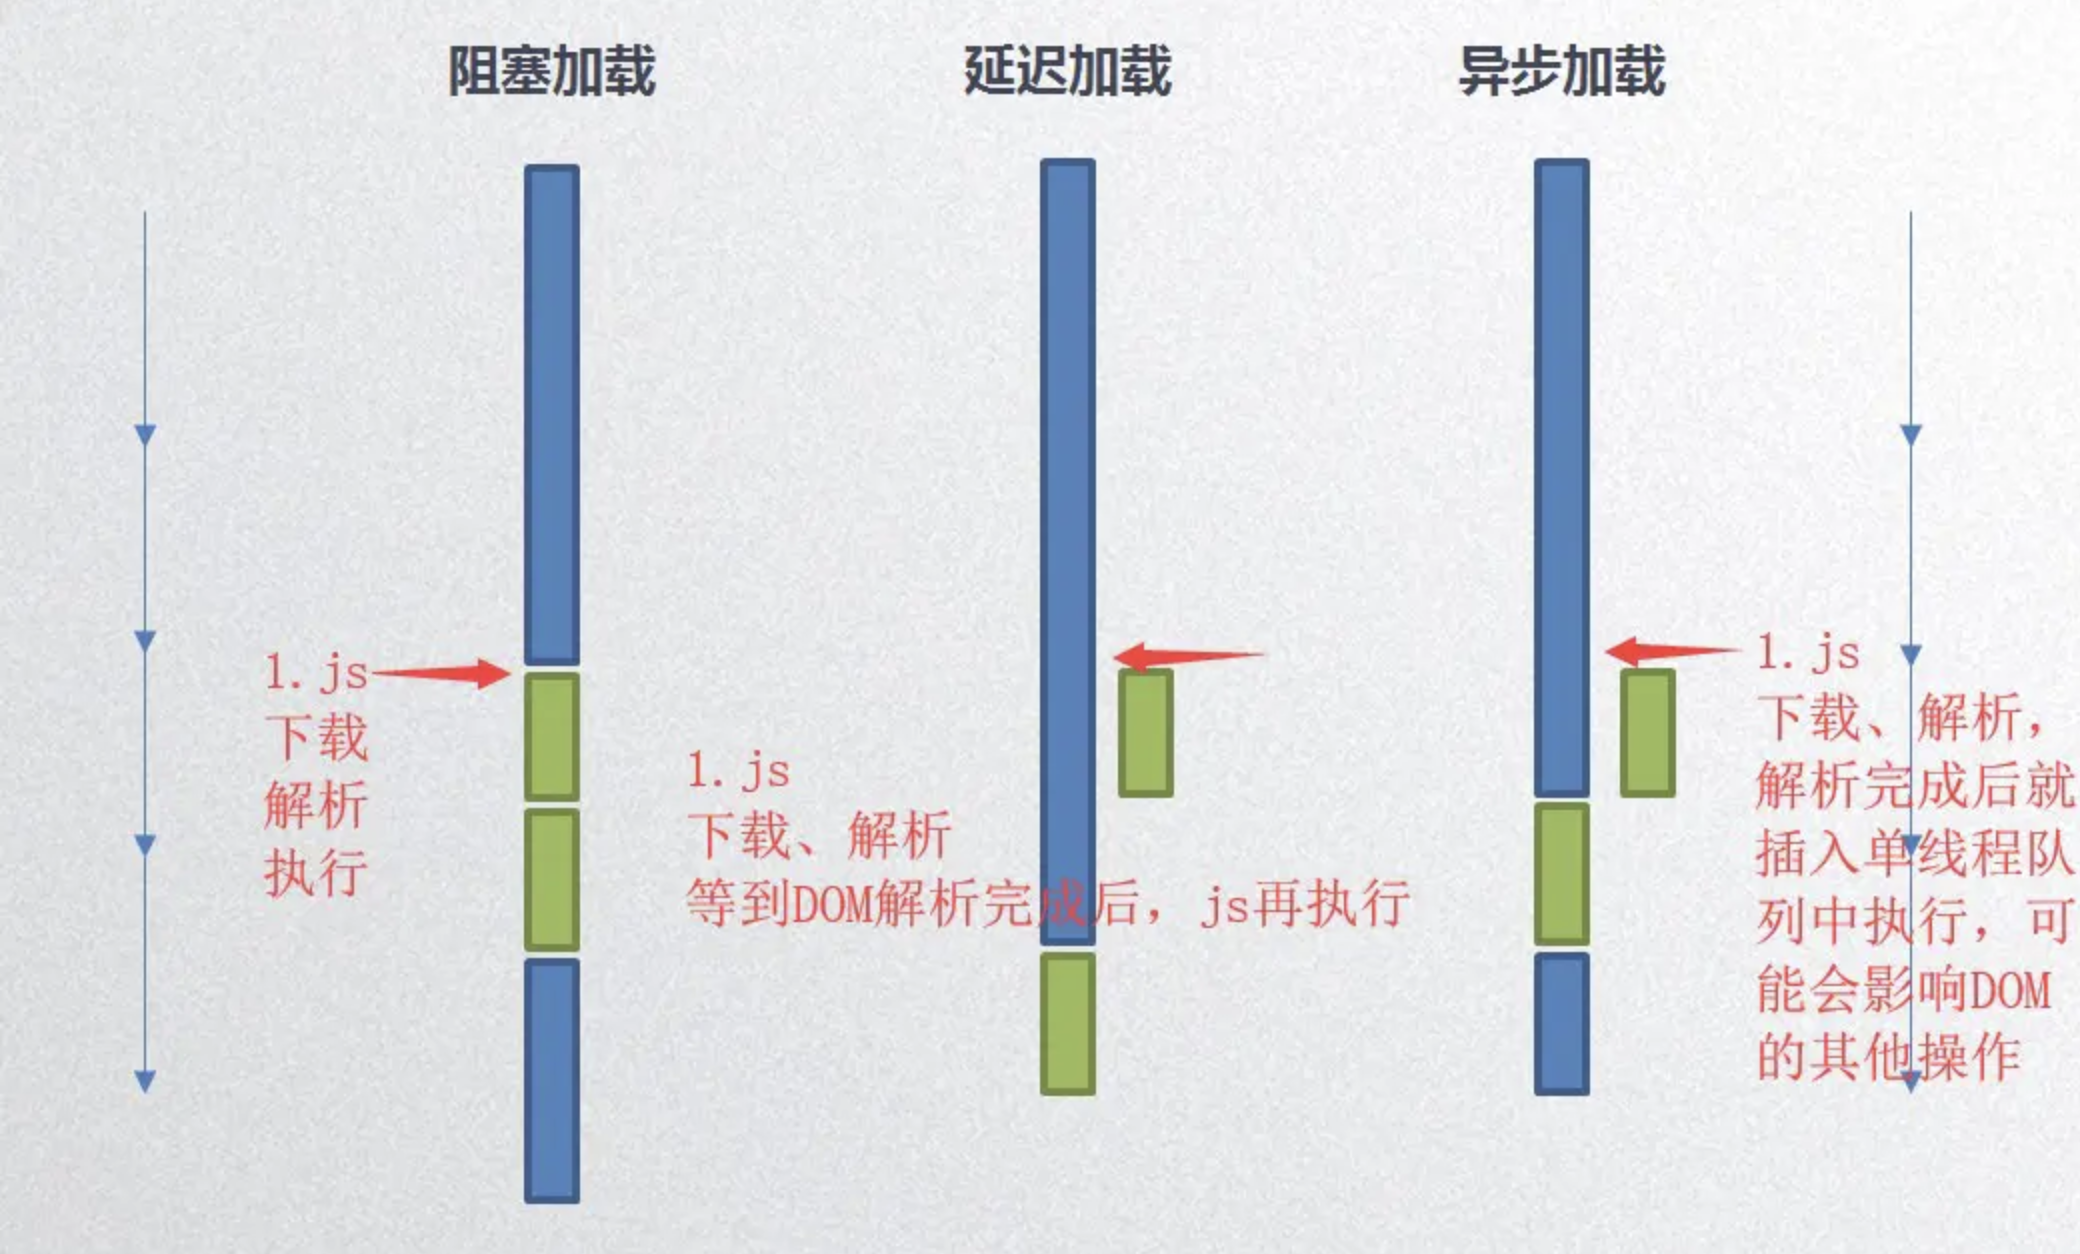 阻塞加载
延迟加载
异步加载
1.js
下载
解析
执行
1.js
下载、解析
等到DOM解析完成后，js再执行
1.js
下载、解析，
解析完成后就
插入单线程队
列中执行，可
能会影响DOM
的其他操作